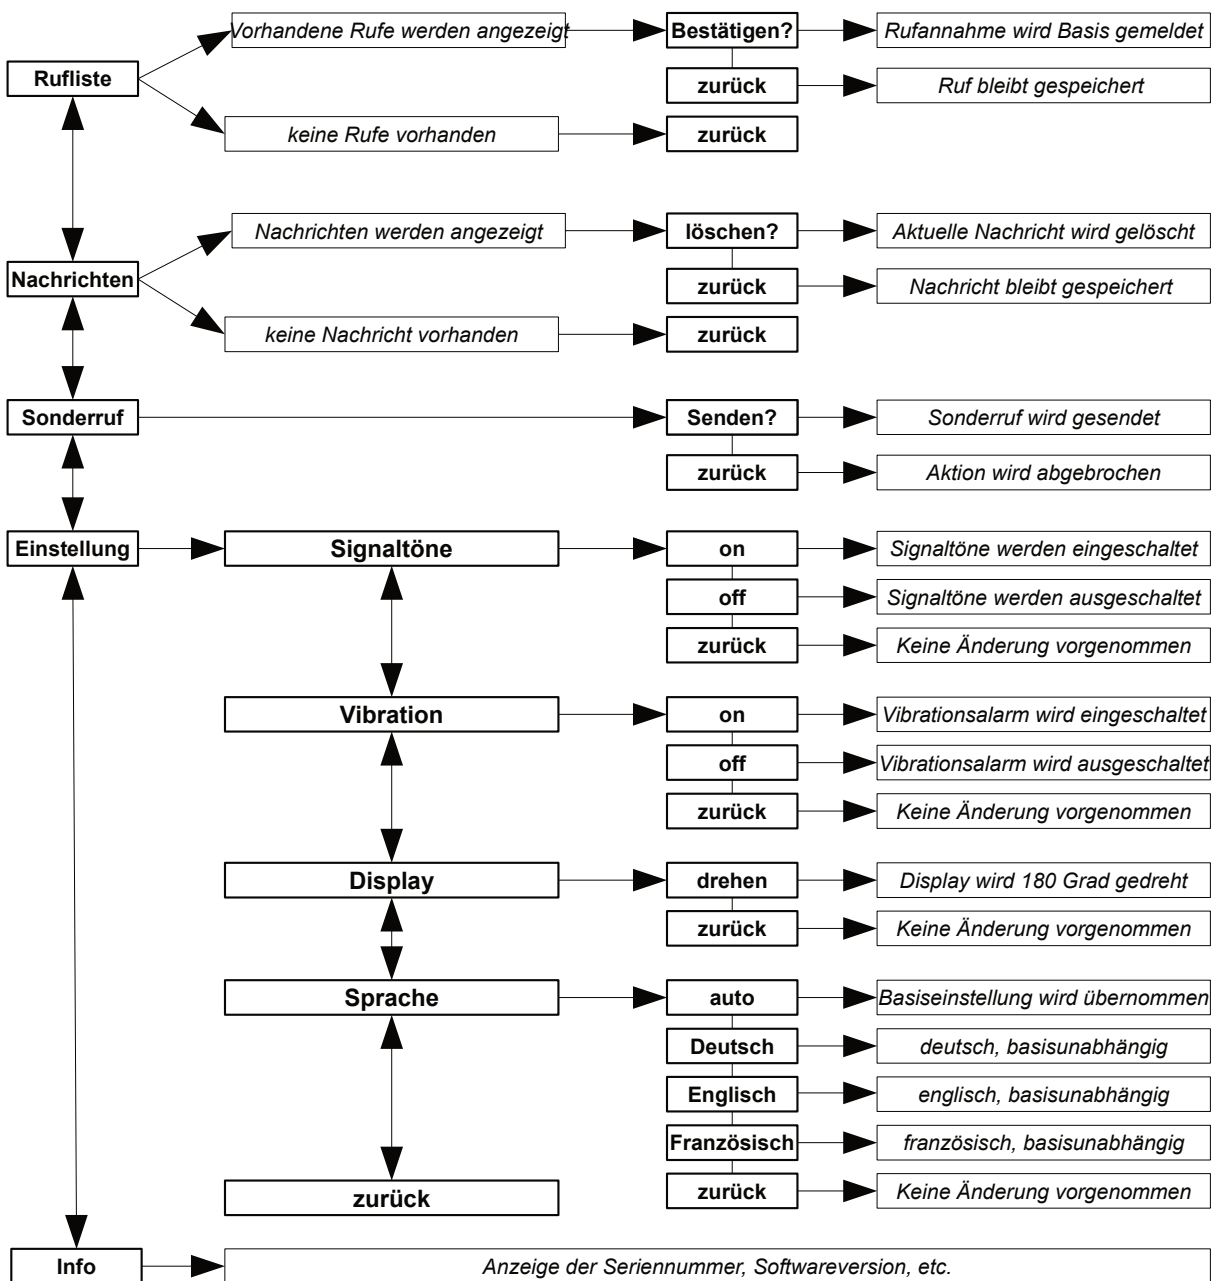 Vorhandene Rufe werden angezeigt Bestätigen? Rufannahme wird Basis gemeldet
Rufliste zurück Ruf bleibt gespeichert
keine Rufe vorhanden zurück
Nachrichten werden angezeigt löschen? Aktuelle Nachricht wird gelöscht
Nachrichten zurück Nachricht bleibt gespeichert
keine Nachricht vorhanden zurück
Sonderruf Senden? Sonderruf wird gesendet
zurück Aktion wird abgebrochen
Einstellung Signaltöne on Signaltöne werden eingeschaltet
off Signaltöne werden ausgeschaltet
zurück Keine Änderung vorgenommen
Vibration on Vibrationsalarm wird eingeschaltet
off Vibrationsalarm wird ausgeschaltet
zurück Keine Änderung vorgenommen
Display drehen Display wird 180 Grad gedreht
zurück Keine Änderung vorgenommen
Sprache auto Basiseinstellung wird übernommen
Deutsch deutsch, basisunabhängig
Englisch englisch, basisunabhängig
Französisch französisch, basisunabhängig
zurück zurück Keine Änderung vorgenommen
Info Anzeige der Seriennummer, Softwareversion, etc.